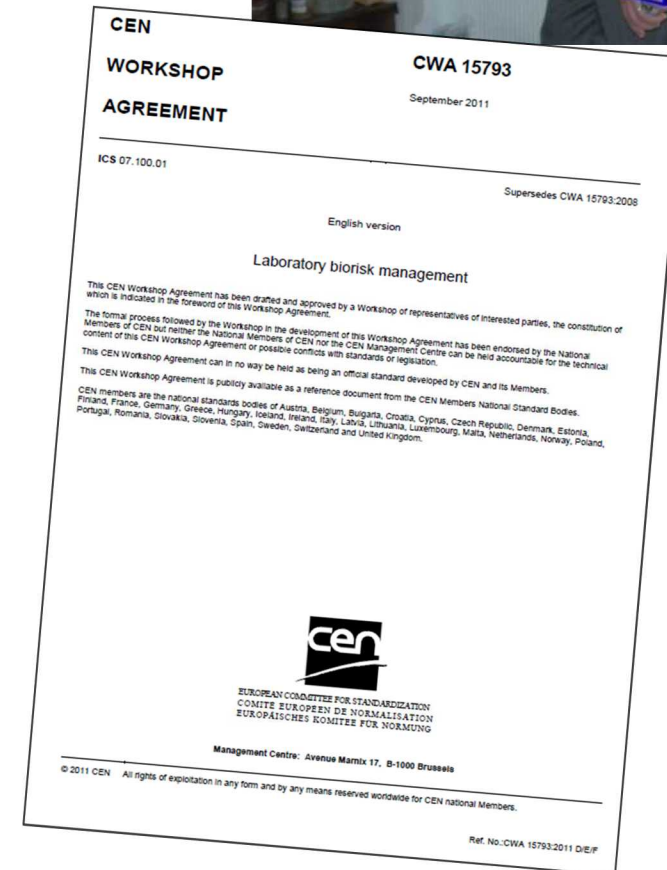 CEN
WORKSHOP
AGREEMENT
CWA 15793
September 2011
ICS 07.100.01
Supersedes CWA 15793:2008
English version
Laboratory biorisk management
This CEN Workshop Agreement has been drafted and approved by a Workshop of representatives of interested parties, the constitution of
which is indicated in the foreword of this Workshop Agreement.
The formal process followed by the Workshop in the development of this Workshop Agreement has been endorsed by the National
Members of CEN but neither the National Members of CEN nor the CEN Management Centre can be held accountable for the technical
content of this CEN Workshop Agreement or possible conflicts with standards or legislation.
This CEN Workshop Agreement can in no way be held as being an official standard developed by CEN and its Members.
This CEN Workshop Agreement is publicly available as a reference document from the CEN Members National Standard Bodies.
CEN members are the national standards bodies of Austria, Belgium, Bulgaria, Croatia, Cyprus, Czech Republic, Denmark, Estonia,
Finland, France, Germany, Greece, Hungary, Iceland, Ireland, Italy, Latvia, Lithuania, Luxembourg, Malta, Netherlands, Norway, Poland,
Portugal, Romania, Slovakia, Slovenia, Spain, Sweden, Switzerland and United Kingdom.
cen
EUROPEAN COMMITTEE FOR STANDARDIZATION
COMITÉ EUROPÉEN DE NORMALISATION
EUROPÄISCHES KOMITEE FÜR NORMUNG
Management Centre: Avenue Marnix 17, B-1000 Brussels
© 2011 CEN All rights of exploitation in any form and by any means reserved worldwide for CEN national Members.
Ref. No.:CWA 15793:2011 D/E/F